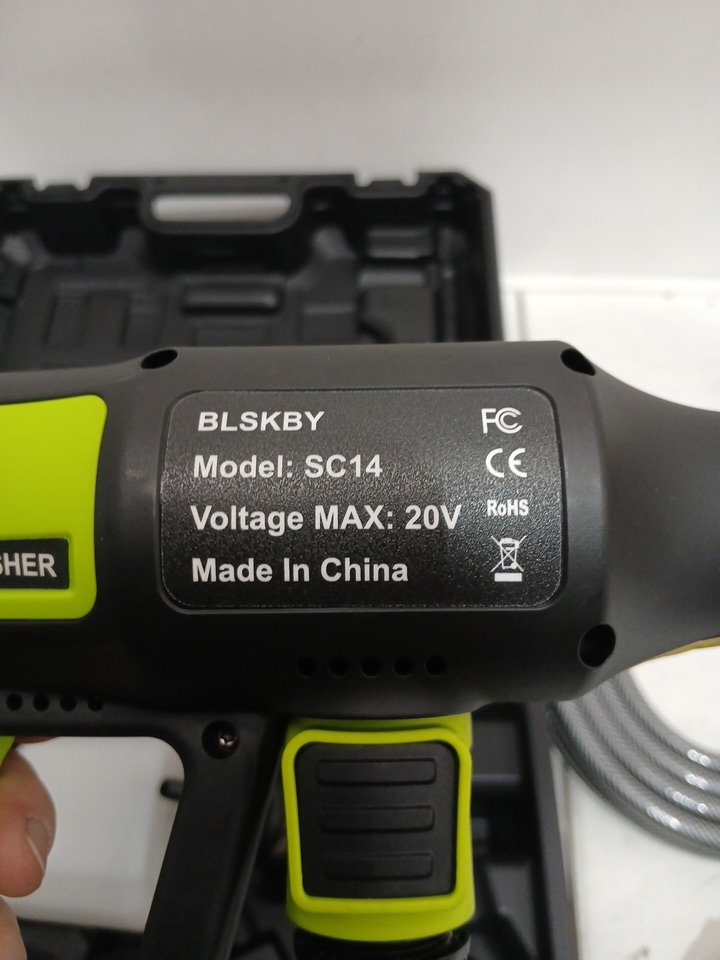 BLSKBY
Model: SC14
Voltage MAX: 20V
Made In China
FC
CE
RoHS
SHER